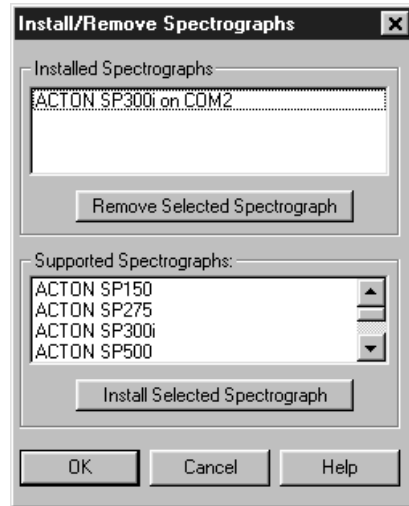 Install/Remove Spectrographs
Installed Spectrographs
ACTON SP300i on COM2
Remove Selected Spectrograph
Supported Spectrographs:
ACTON SP150
ACTON SP275
ACTON SP300i
ACTON SP500
Install Selected Spectrograph
OK Cancel Help